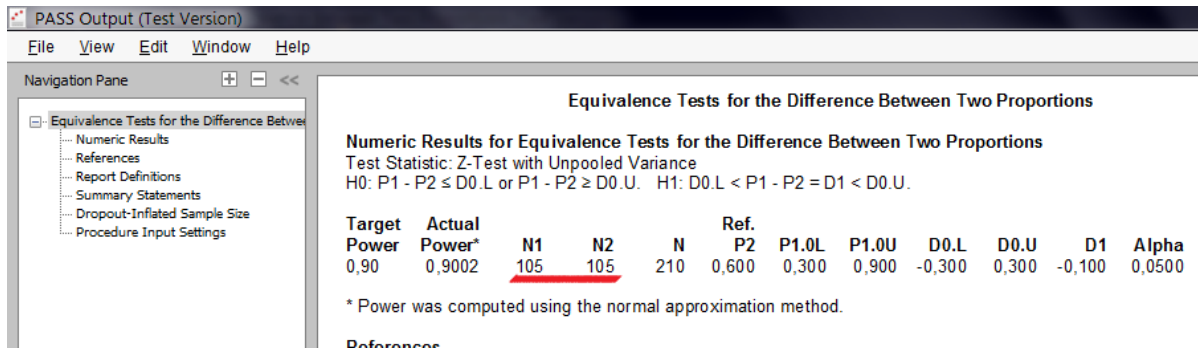 PASS Output (Test Version)
File View Edit Window Help
Navigation Pane + - <<
Equivalence Tests for the Difference Betwee
Numeric Results
References
Report Definitions
Summary Statements
Dropout-Inflated Sample Size
Procedure Input Settings
Equivalence Tests for the Difference Between Two Proportions
Numeric Results for Equivalence Tests for the Difference Between Two Proportions
Test Statistic: Z-Test with Unpooled Variance
H0: P1 - P2 ≤ D0.L or P1 - P2 ≥ D0.U. H1: D0.L < P1 - P2 = D1 < D0.U.
Target Actual Ref.
Power Power* N1 N2 N P2 P1.0L P1.0U D0.L D0.U D1 Alpha
0,90 0,9002 105 105 210 0,600 0,300 0,900 -0,300 0,300 -0,100 0,0500
* Power was computed using the normal approximation method.
References